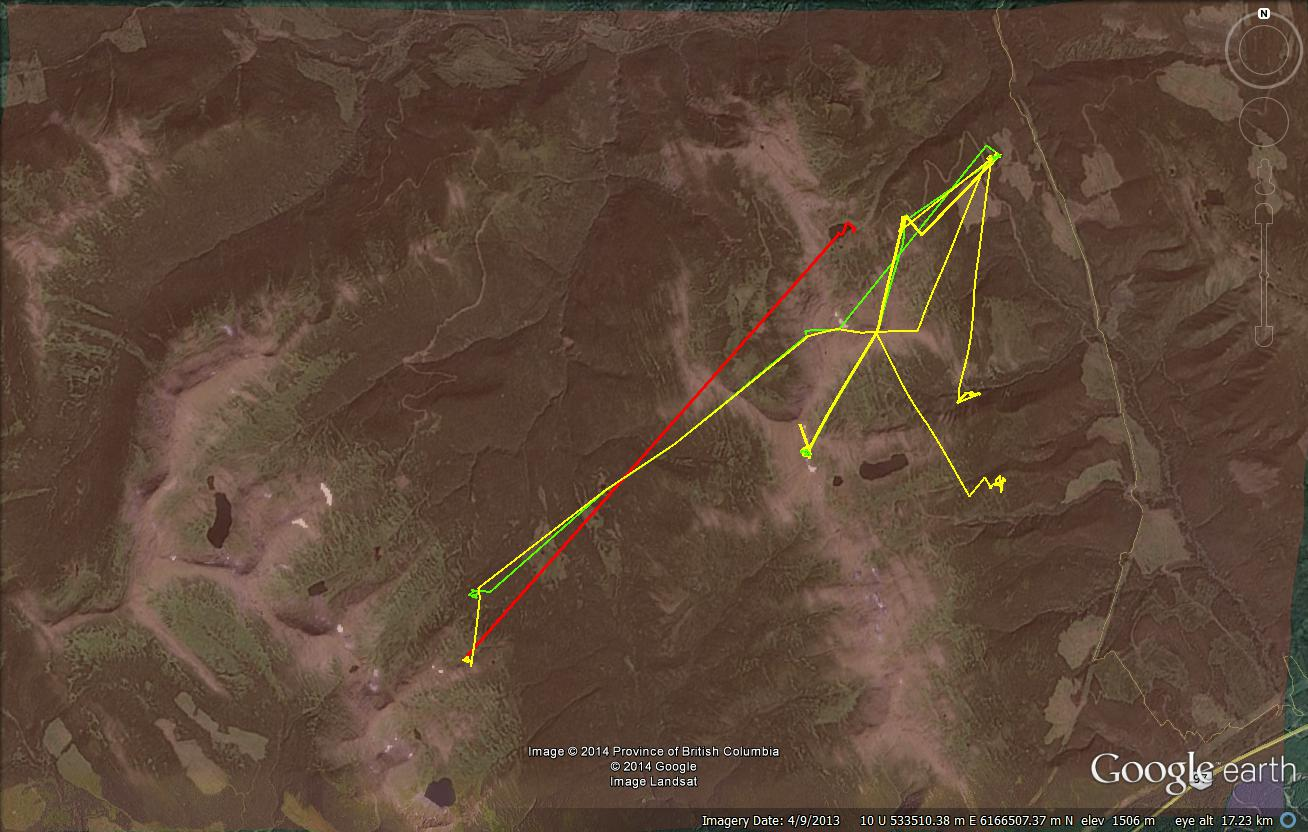 N
Image © 2014 Province of British Columbia
© 2014 Google
Image Landsat
Google earth
97
Imagery Date: 4/9/2013 10 U 533510.38 m E 6166507.37 m N elev 1506 m eye alt 17.23 km